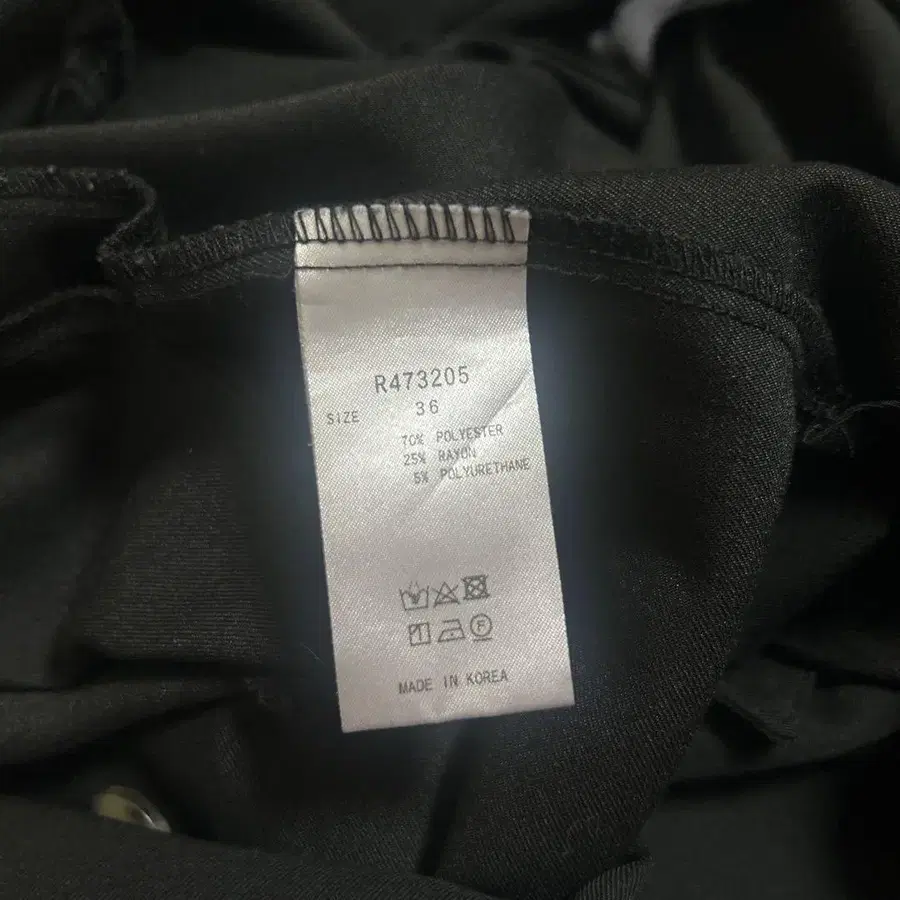 R473205
SIZE 36
70% POLYESTER
25% RAYON
5% POLYURETHANE
F
MADE IN KOREA